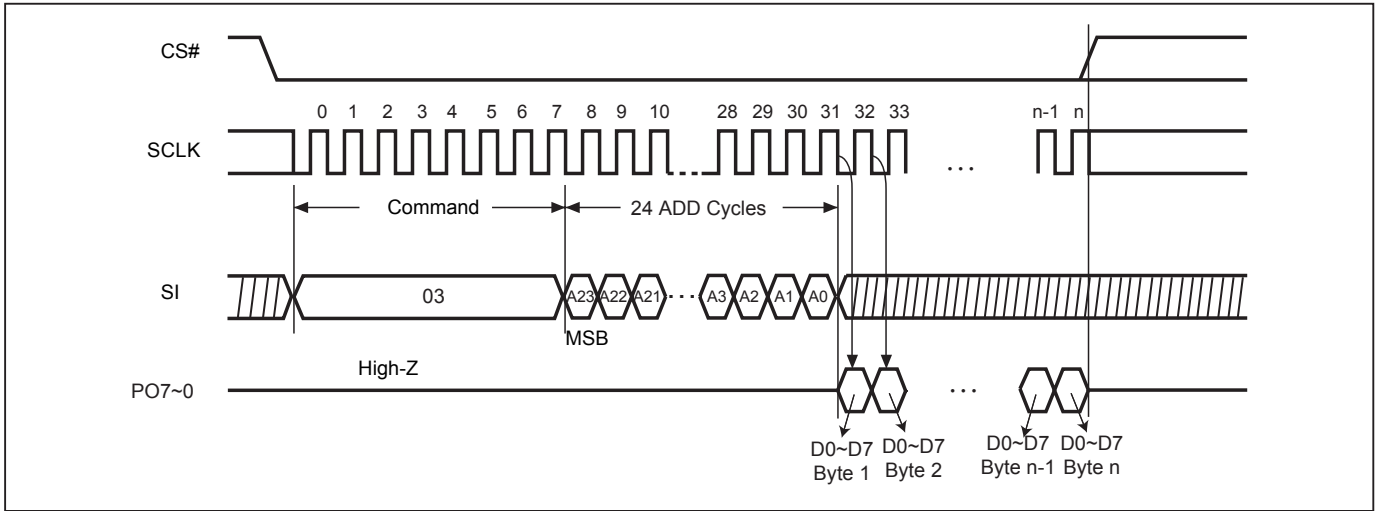 CS#
0 1 2 3 4 5 6 7 8 9 10 28 29 30 31 32 33 n-1 n
SCLK
...
Command
24 ADD Cycles
SI
03
A23 A22 A21 ... A3 A2 A1 A0
MSB
High-Z
PO7~0
...
D0~D7 D0~D7 D0~D7 D0~D7
Byte 1 Byte 2 Byte n-1 Byte n